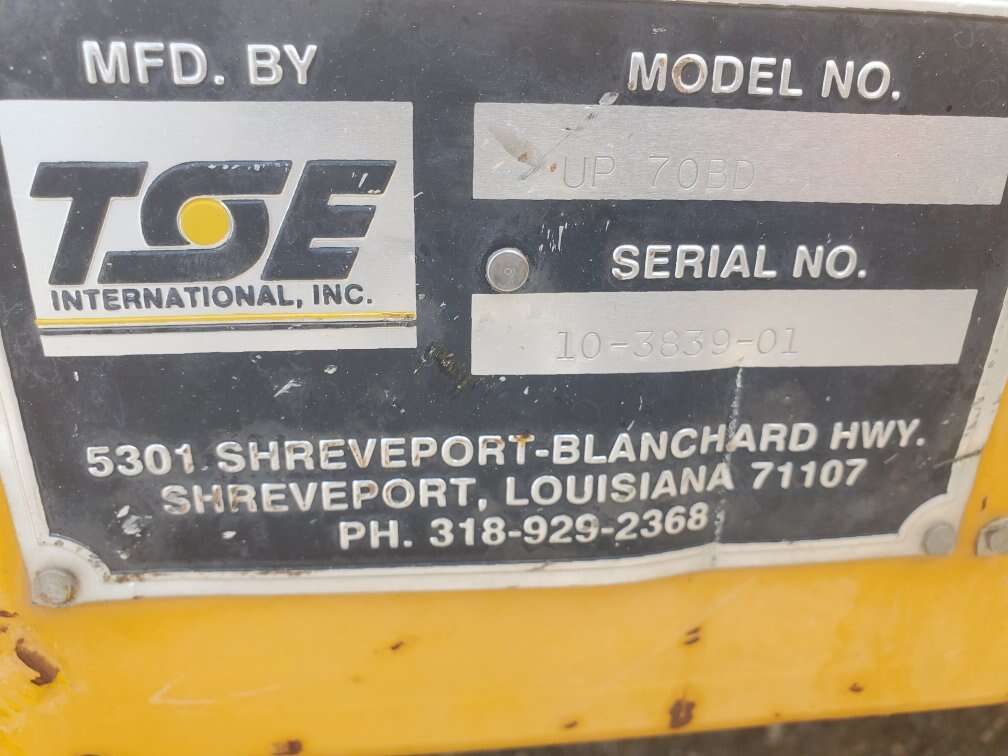 MFD. BY
TSE
INTERNATIONAL, INC.
MODEL NO.
UP 70BD
SERIAL NO.
10-3839-01
5301 SHREVEPORT-BLANCHARD HWY.
SHREVEPORT, LOUISIANA 71107
PH. 318-929-2368